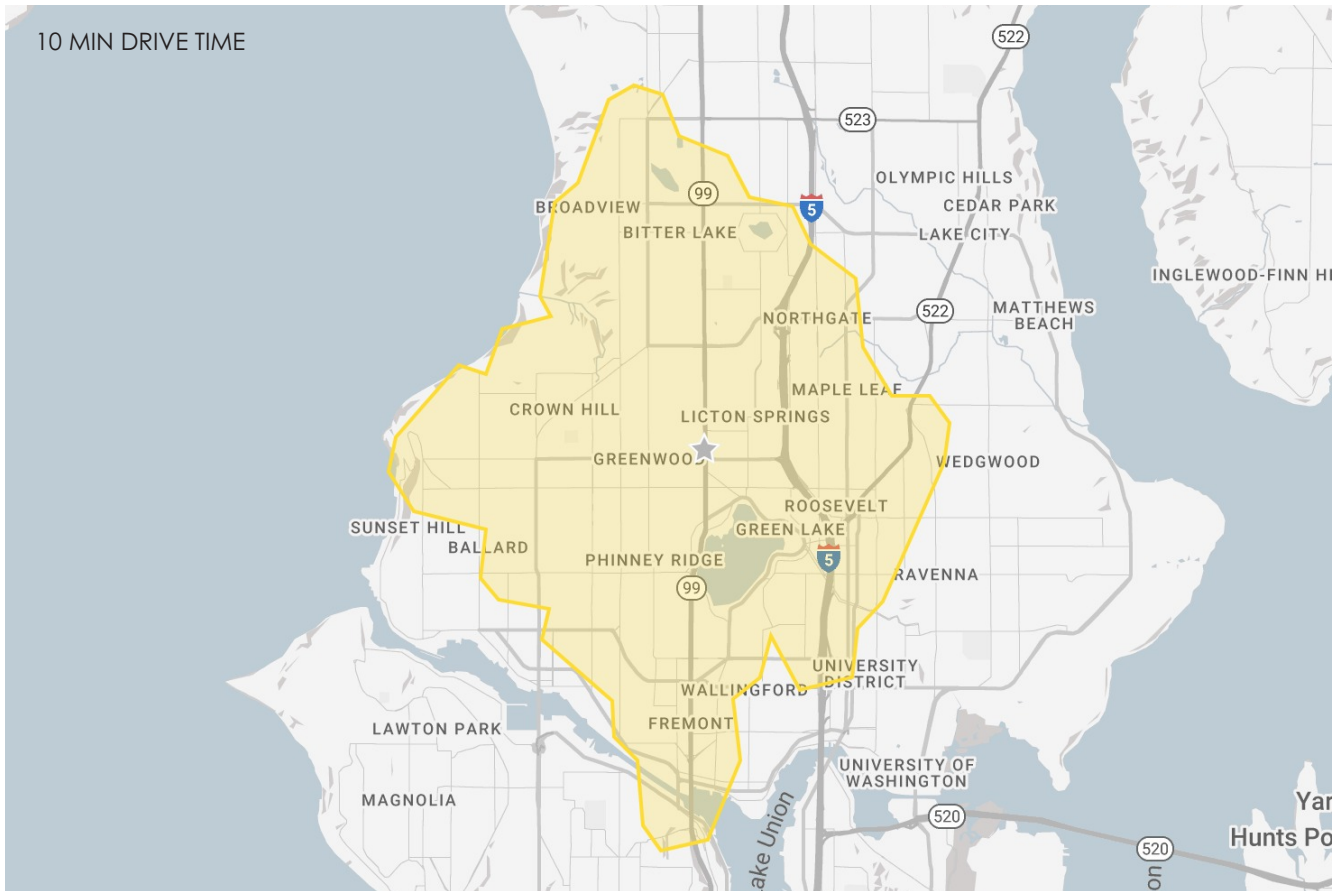 10 MIN DRIVE TIME
522
523
OLYMPIC HILLS
99
5
CEDAR PARK
BROADVIEW
BITTER LAKE
LAKE CITY
INGLEWOOD-FINN HI
522
MATTHEWS
BEACH
NORTHGATE
MAPLE LEAF
CROWN HILL
LICTON SPRINGS
GREENWOOD
WEDGWOOD
ROOSEVELT
SUNSET HILL
GREEN LAKE
BALLARD
PHINNEY RIDGE
5
RAVENNA
99
UNIVERSITY
DISTRICT
WALLINGFORD
FREMONT
LAWTON PARK
UNIVERSITY OF
WASHINGTON
MAGNOLIA
Yar
Hunts Po
520
520
ake Union
on